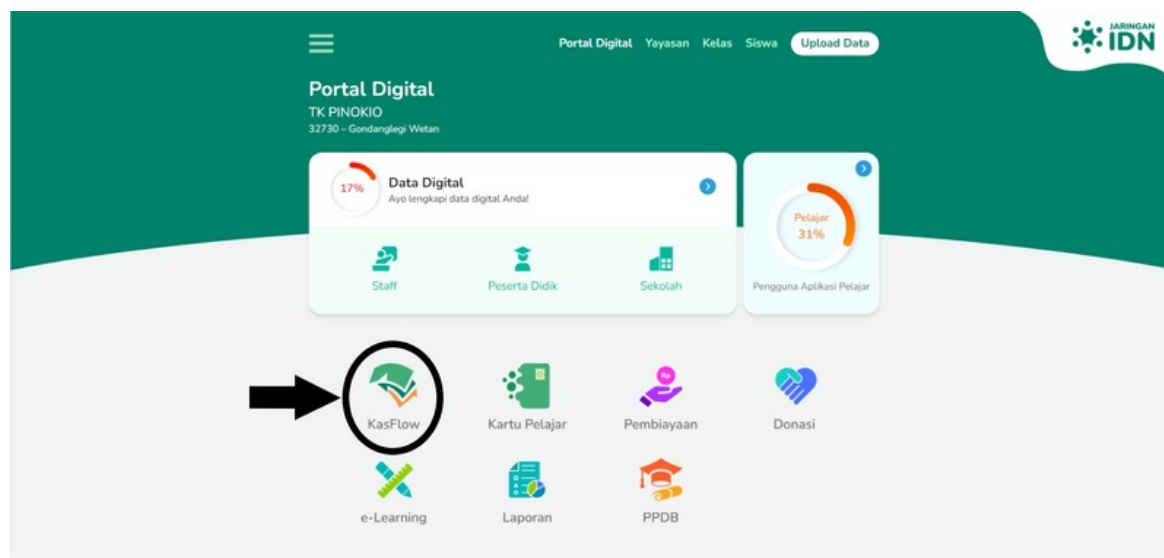 Portal Digital Yayasan Kelas Siswa Upload Data
JARINGAN
IDN
Portal Digital
TK PINOKIO
32730 – Gondanglegi Wetan
17%
Data Digital
Ayo lengkapi data digital Anda!
Staff
Peserta Didik
Sekolah
Pelajar
31%
Pengguna Aplikasi Pelajar
KasFlow
Kartu Pelajar
Rp
Pembiayaan
Donasi
e-Learning
Laporan
PPDB